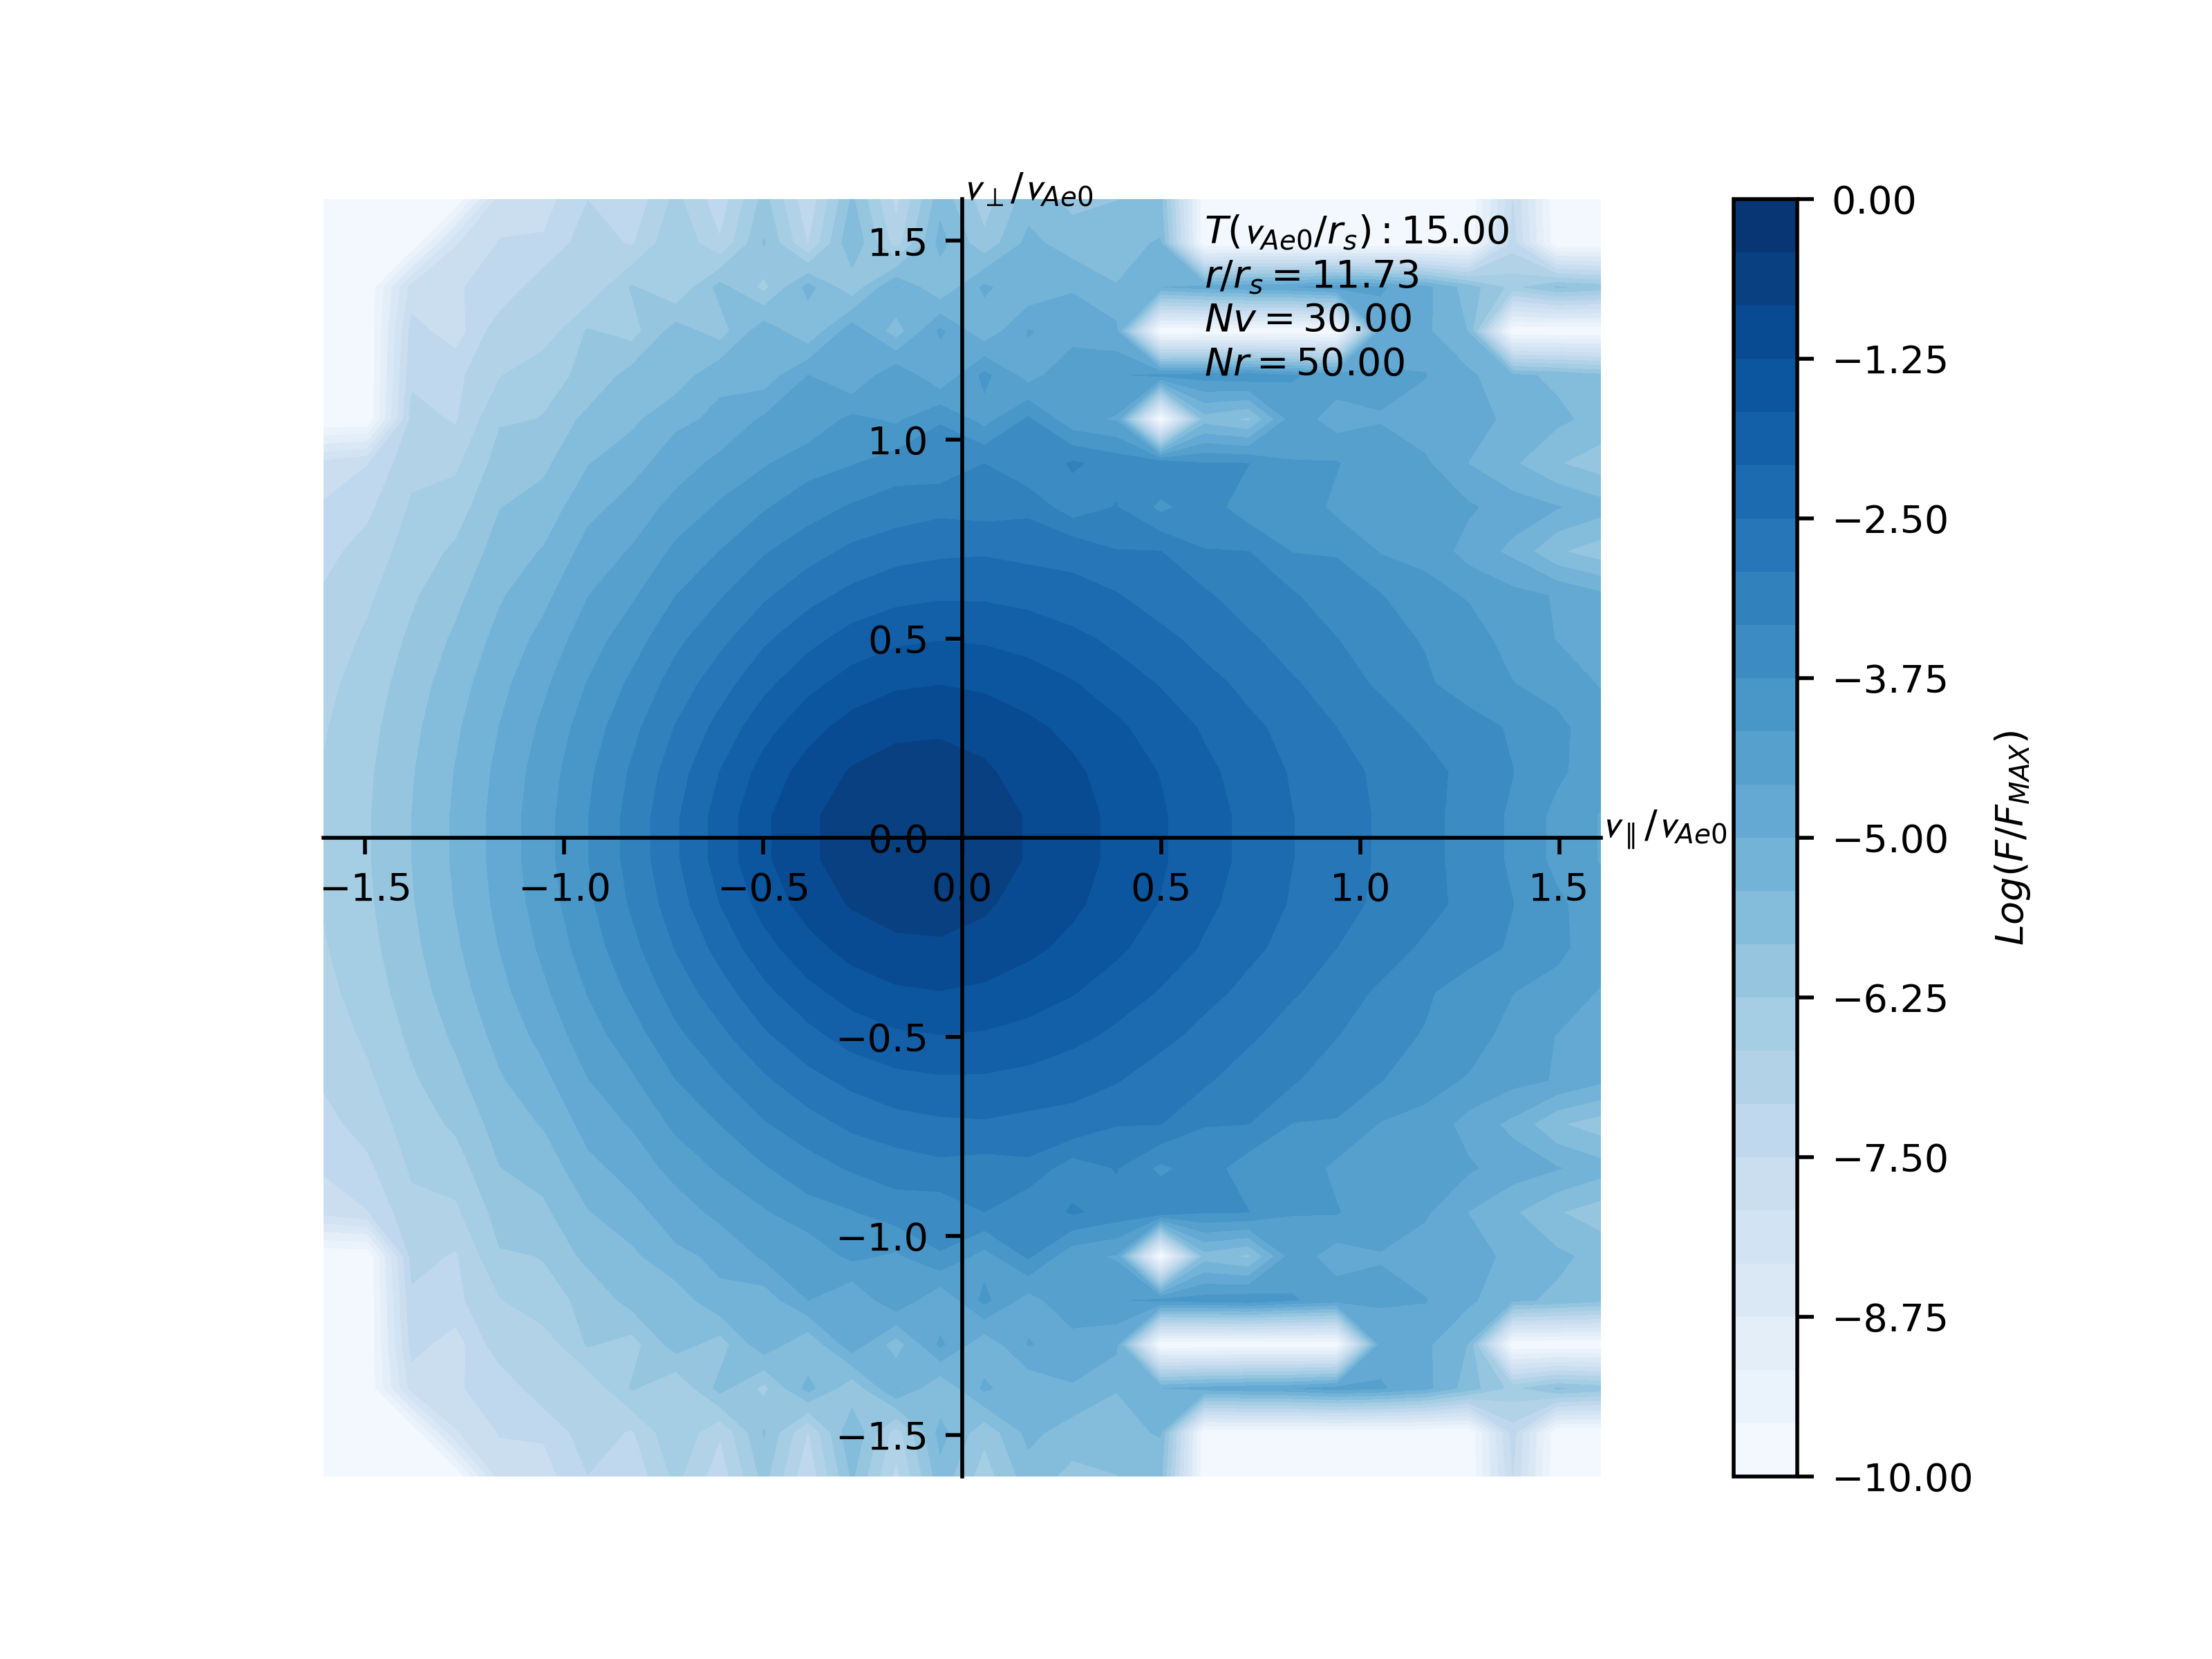 v⊥/vAe0
T(vAe0/rs) : 15.00
r/rs = 11.73
Nv = 30.00
Nr = 50.00
1.5
1.0
0.5
0.0
−0.5
−1.0
−1.5
−1.5 −1.0 −0.5 0.0 0.5 1.0 1.5
v∥/vAe0
0.00
−1.25
−2.50
−3.75
−5.00
−6.25
−7.50
−8.75
−10.00
Log(F/FMAX)